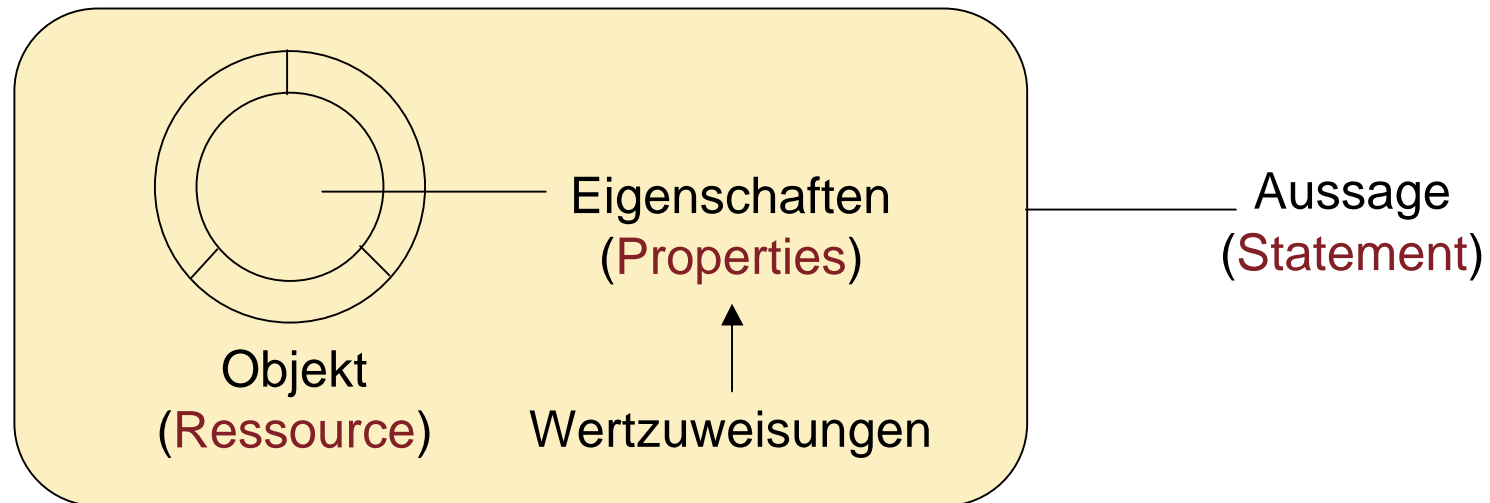 Eigenschaften
(Properties)
Aussage
(Statement)
Objekt
(Ressource)
Wertzuweisungen